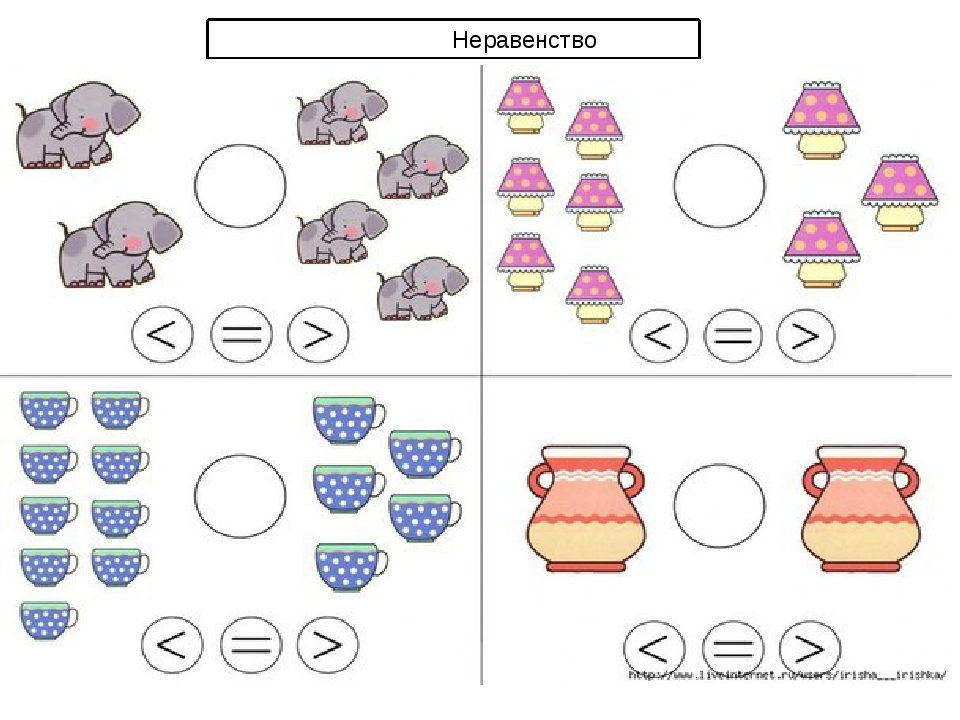 Неравенство
< = >
< = >
< = >
< = >
http://www.liveinternet.ru/users/irisha___irishka/